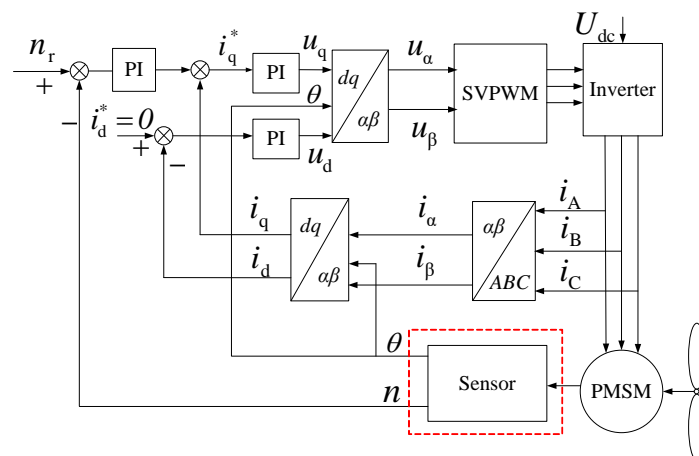 U_dc
n_r
+
−
PI
i_q^*
PI
u_q
θ
dq
αβ
u_α
u_β
SVPWM
Inverter
i_d^* = 0
+
−
PI
u_d
i_q
i_d
dq
αβ
i_α
i_β
αβ
ABC
i_A
i_B
i_C
θ
n
Sensor
PMSM